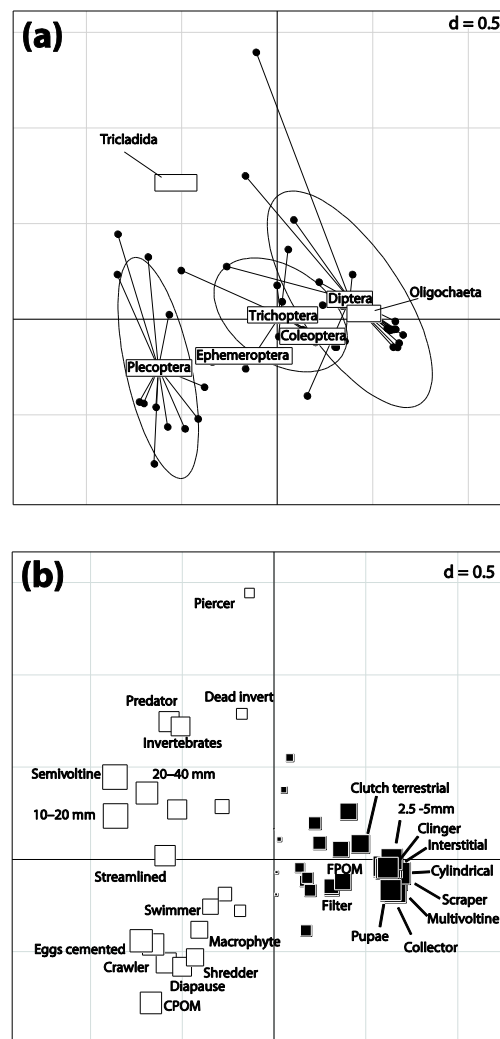 (a)
d = 0.5
Tricladida
Oligochaeta
Diptera
Trichoptera
Coleoptera
Ephemeroptera
Plecoptera
(b)
d = 0.5
Piercer
Predator
Dead invert
Invertebrates
Semivoltine
20–40 mm
Clutch terrestrial
10–20 mm
2.5 -5mm
Clinger
Interstitial
Streamlined
FPOM
Cylindrical
Scraper
Filter
Swimmer
Multivoltine
Pupae
Macrophyte
Eggs cemented
Collector
Crawler
Shredder
Diapause
CPOM